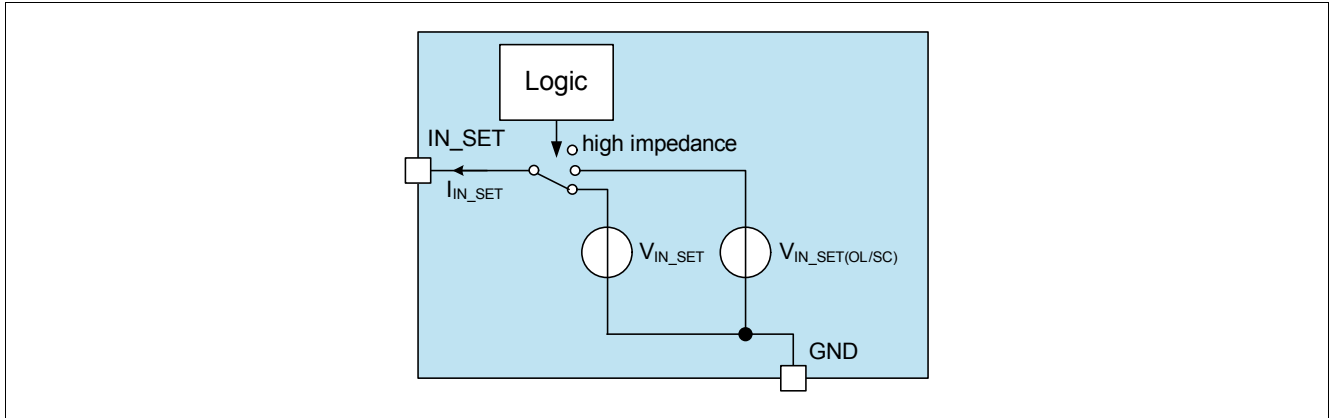 Logic
IN_SET
high impedance
IIN_SET
VIN_SET
VIN_SET(OL/SC)
GND